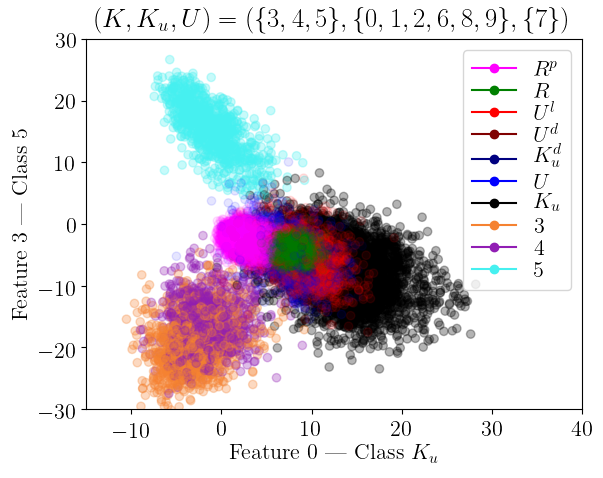 (K, K_u, U) = ({3, 4, 5}, {0, 1, 2, 6, 8, 9}, {7})
30
20
10
0
−10
−20
−30
Feature 3 — Class 5
R^p
R
U^l
U^d
K_u^d
U
K_u
3
4
5
−10
0
10
20
30
40
Feature 0 — Class K_u